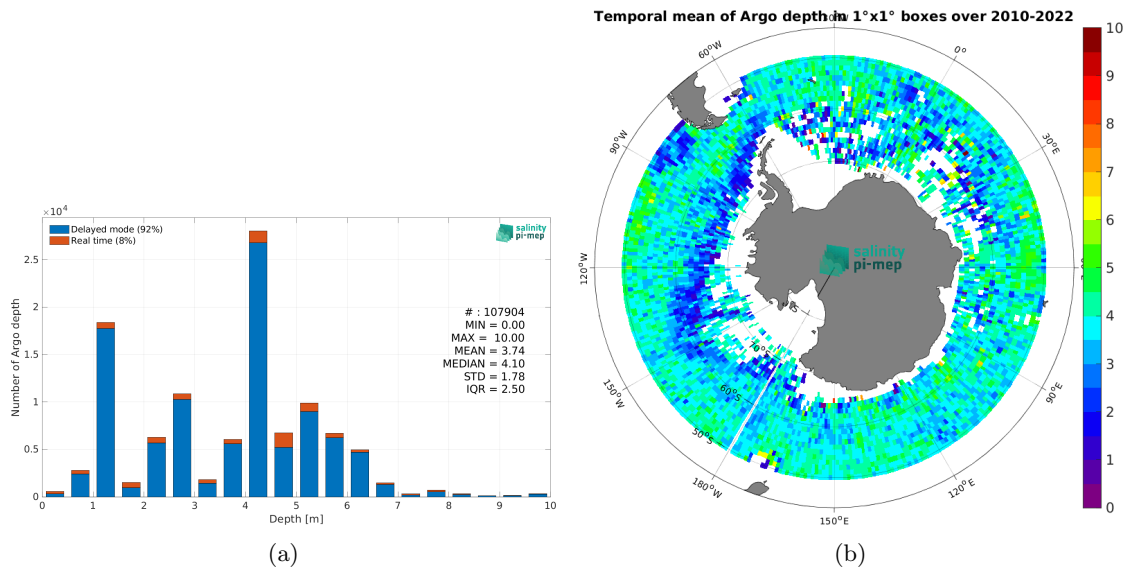 ×10⁴
Delayed mode (92%)
Real time (8%)
salinity
pi-mep
# : 107904
MIN = 0.00
MAX = 10.00
MEAN = 3.74
MEDIAN = 4.10
STD = 1.78
IQR = 2.50
Number of Argo depth
2.5
2
1.5
1
0.5
0
0 1 2 3 4 5 6 7 8 9 10
Depth [m]
(a)
Temporal mean of Argo depth in 1°x1° boxes over 2010-2022
60°W
0°
90°W
30°E
120°W
150°W
90°E
180°W
120°E
150°E
50°S
60°S
salinity
pi-mep
10
9
8
7
6
5
4
3
2
1
0
(b)